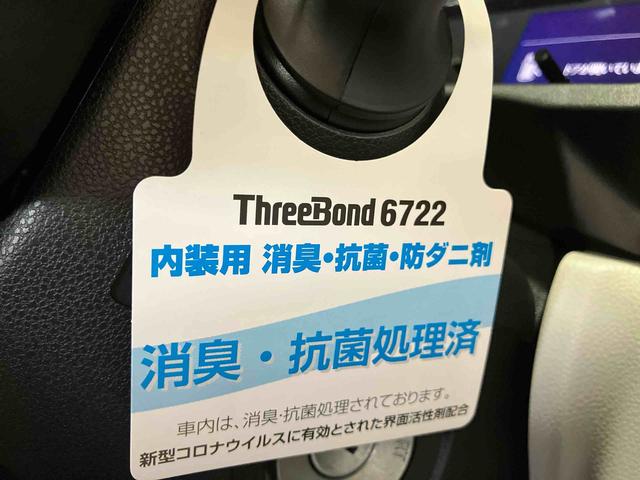 ThreeBond 6722
内装用 消臭・抗菌・防ダニ剤
消臭・抗菌処理済
車内は、消臭・抗菌処理されております。
新型コロナウイルスに有効とされた界面活性剤配合